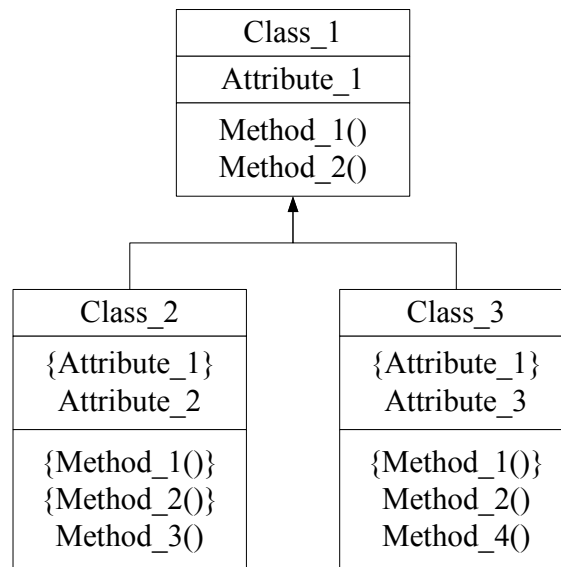 Class_1
Attribute_1
Method_1()
Method_2()
Class_2
{Attribute_1}
Attribute_2
{Method_1()}
{Method_2()}
Method_3()
Class_3
{Attribute_1}
Attribute_3
{Method_1()}
Method_2()
Method_4()